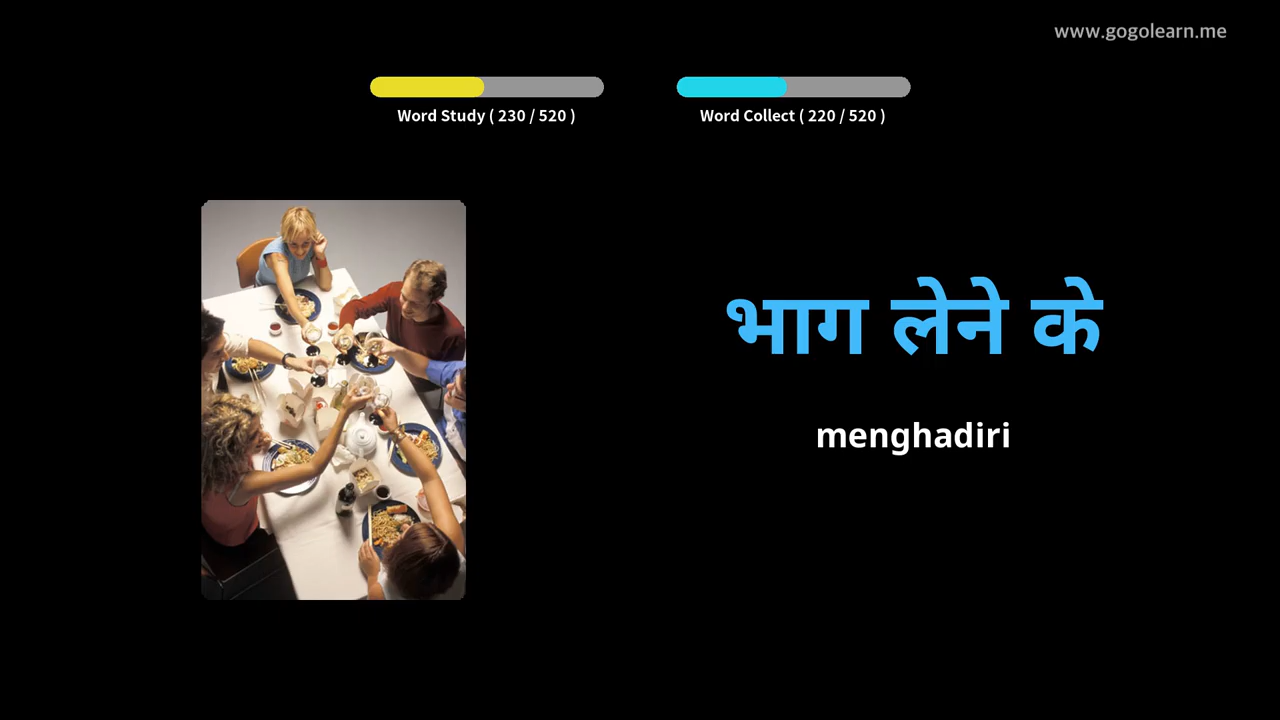 www.gogolearn.me
Word Study ( 230 / 520 )
Word Collect ( 220 / 520 )
भाग लेने के
menghadiri